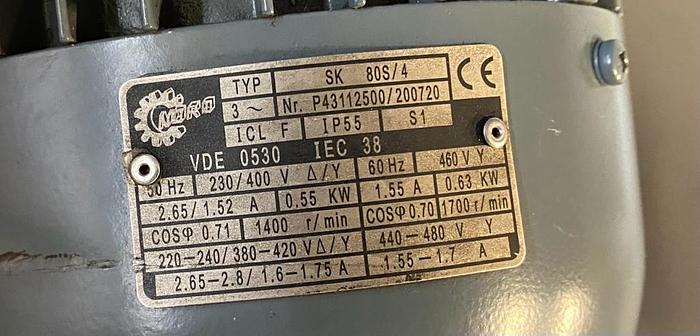 MORO
TYP SK 80S/4 CE
3 ~ Nr. P43112500/200720
ICL F IP55 S1
VDE 0530 IEC 38
50 Hz 230/400 V Δ/Y 60 Hz 460 V Y
2.65/1.52 A 0.55 KW 1.55 A 0.63 KW
COSφ 0.71 1400 r/min COSφ 0.70 1700 r/min
220-240/380-420 V Δ/Y 440-480 V Y
2.65-2.8/1.6-1.75 A 1.55-1.7 A